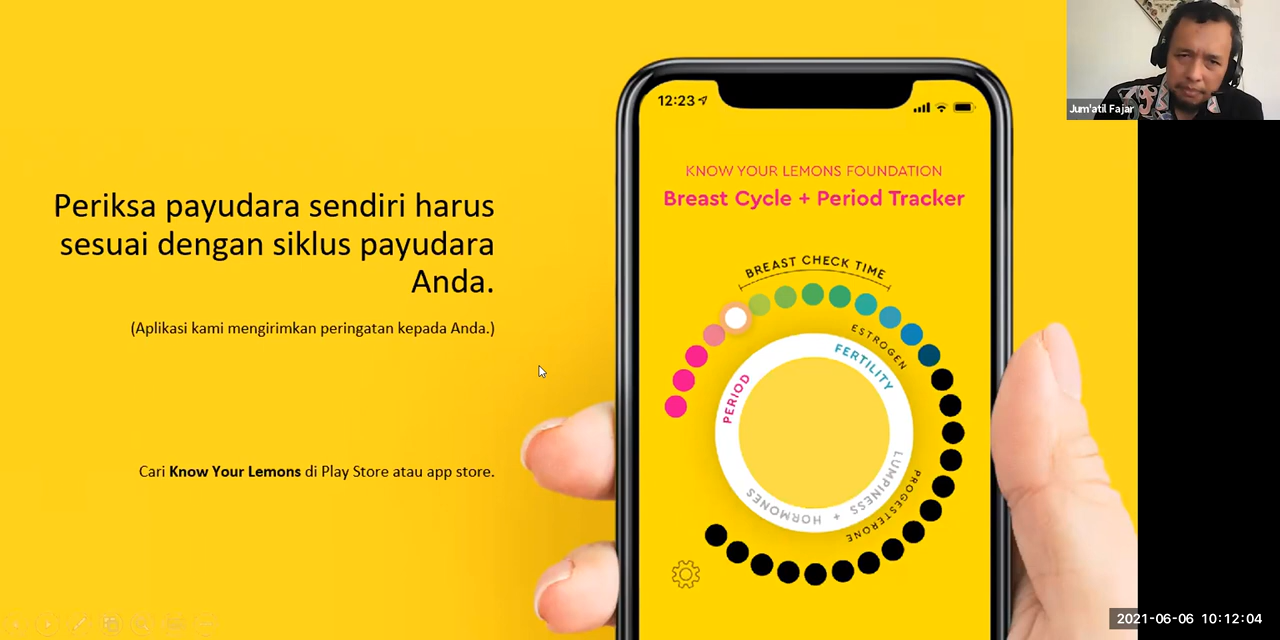 Periksa payudara sendiri harus
sesuai dengan siklus payudara
Anda.
(Aplikasi kami mengirimkan peringatan kepada Anda.)
Cari Know Your Lemons di Play Store atau app store.
12:23
KNOW YOUR LEMONS FOUNDATION
Breast Cycle + Period Tracker
BREAST CHECK TIME
ESTROGEN
FERTILITY
PERIOD
LUMPINESS + HORMONES
PROGESTERONE
Jum'atil Fajar
2021-06-06 10:12:04